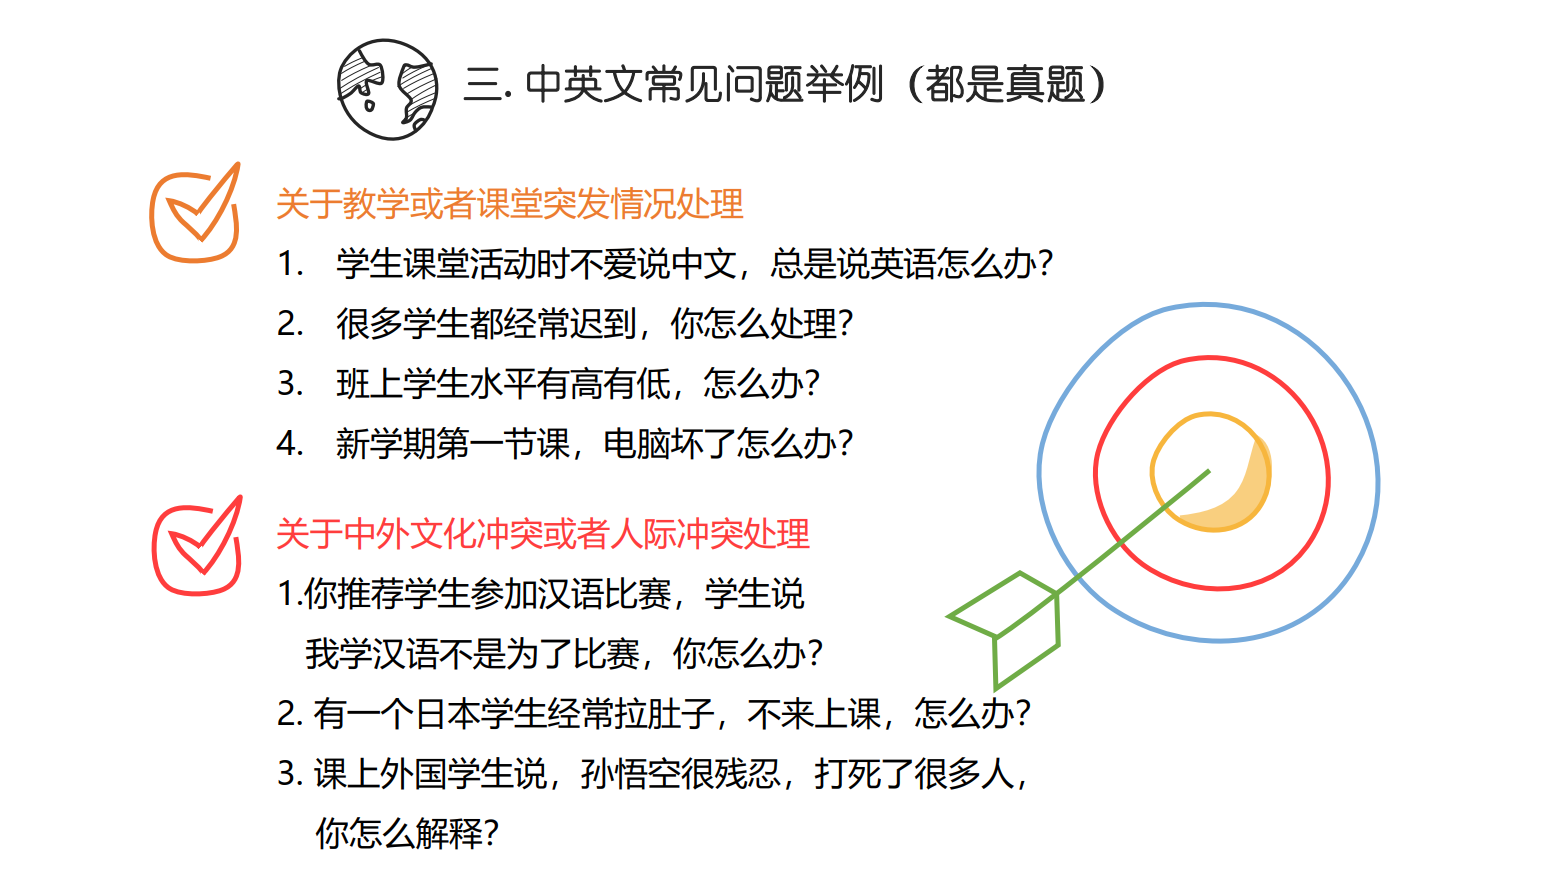 三. 中英文常见问题举例（都是真题）
关于教学或者课堂突发情况处理
1. 学生课堂活动时不爱说中文，总是说英语怎么办？
2. 很多学生都经常迟到，你怎么处理？
3. 班上学生水平有高有低，怎么办？
4. 新学期第一节课，电脑坏了怎么办？
关于中外文化冲突或者人际冲突处理
1.你推荐学生参加汉语比赛，学生说
我学汉语不是为了比赛，你怎么办？
2. 有一个日本学生经常拉肚子，不来上课，怎么办？
3. 课上外国学生说，孙悟空很残忍，打死了很多人，
你怎么解释？